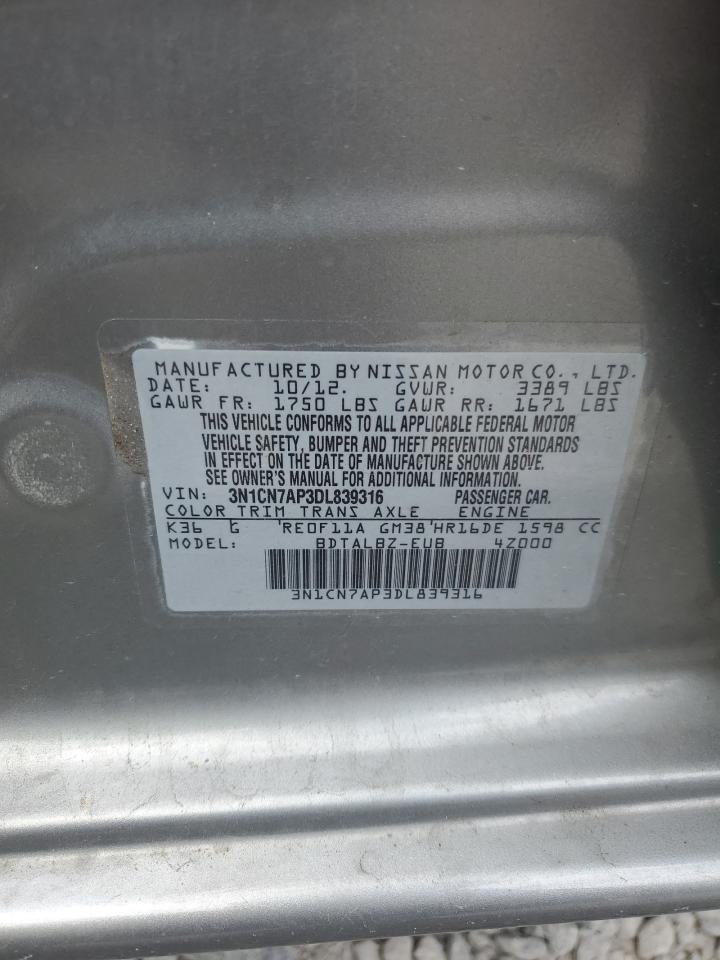 MANUFACTURED BY NISSAN MOTOR CO., LTD.
DATE: 10/12. GVWR: 3389 LBS
GAWR FR: 1750 LBS GAWR RR: 1671 LBS
THIS VEHICLE CONFORMS TO ALL APPLICABLE FEDERAL MOTOR
VEHICLE SAFETY, BUMPER AND THEFT PREVENTION STANDARDS
IN EFFECT ON THE DATE OF MANUFACTURE SHOWN ABOVE.
SEE OWNER'S MANUAL FOR ADDITIONAL INFORMATION.
VIN: 3N1CN7AP3DL839316 PASSENGER CAR.
COLOR TRIM TRANS AXLE ENGINE
K36 G 'RE0F11A GM38'HR16DE 1598 CC
MODEL: BDTALBZ-EUB 4Z000
3N1CN7AP3DL839316